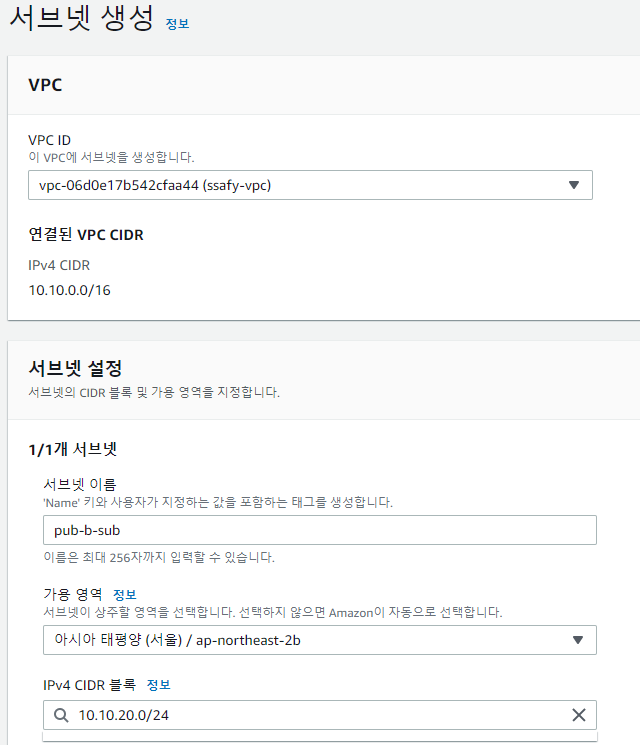 서브넷 생성 정보
VPC
VPC ID
이 VPC에 서브넷을 생성합니다.
vpc-06d0e17b542cfaa44 (ssafy-vpc)
연결된 VPC CIDR
IPv4 CIDR
10.10.0.0/16
서브넷 설정
서브넷의 CIDR 블록 및 가용 영역을 지정합니다.
1/1개 서브넷
서브넷 이름
'Name' 키와 사용자가 지정하는 값을 포함하는 태그를 생성합니다.
pub-b-sub
이름은 최대 256자까지 입력할 수 있습니다.
가용 영역 정보
서브넷이 상주할 영역을 선택합니다. 선택하지 않으면 Amazon이 자동으로 선택합니다.
아시아 태평양 (서울) / ap-northeast-2b
IPv4 CIDR 블록 정보
10.10.20.0/24